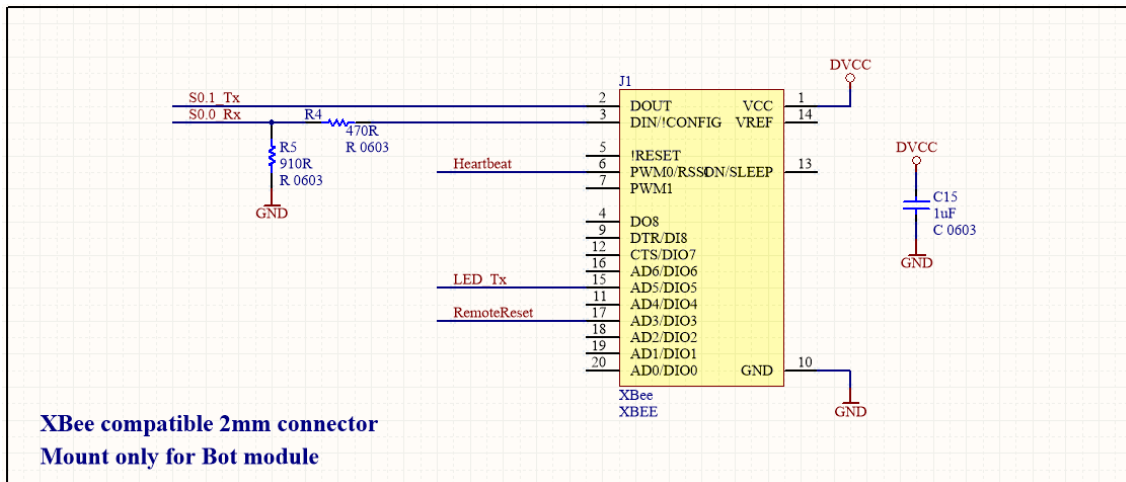 DVCC
J1
S0.1_Tx
2
DOUT
VCC
1
S0.0_Rx
R4
3
DIN/!CONFIG
VREF
14
470R
R 0603
R5
910R
R 0603
GND
5
!RESET
Heartbeat
6
PWM0/RSSI
ON/SLEEP
13
7
PWM1
DVCC
C15
1uF
C 0603
GND
4
DO8
9
DTR/DI8
12
CTS/DIO7
16
AD6/DIO6
LED_Tx
15
AD5/DIO5
11
AD4/DIO4
RemoteReset
17
AD3/DIO3
18
AD2/DIO2
19
AD1/DIO1
20
AD0/DIO0
GND
10
GND
XBee
XBEE
XBee compatible 2mm connector
Mount only for Bot module